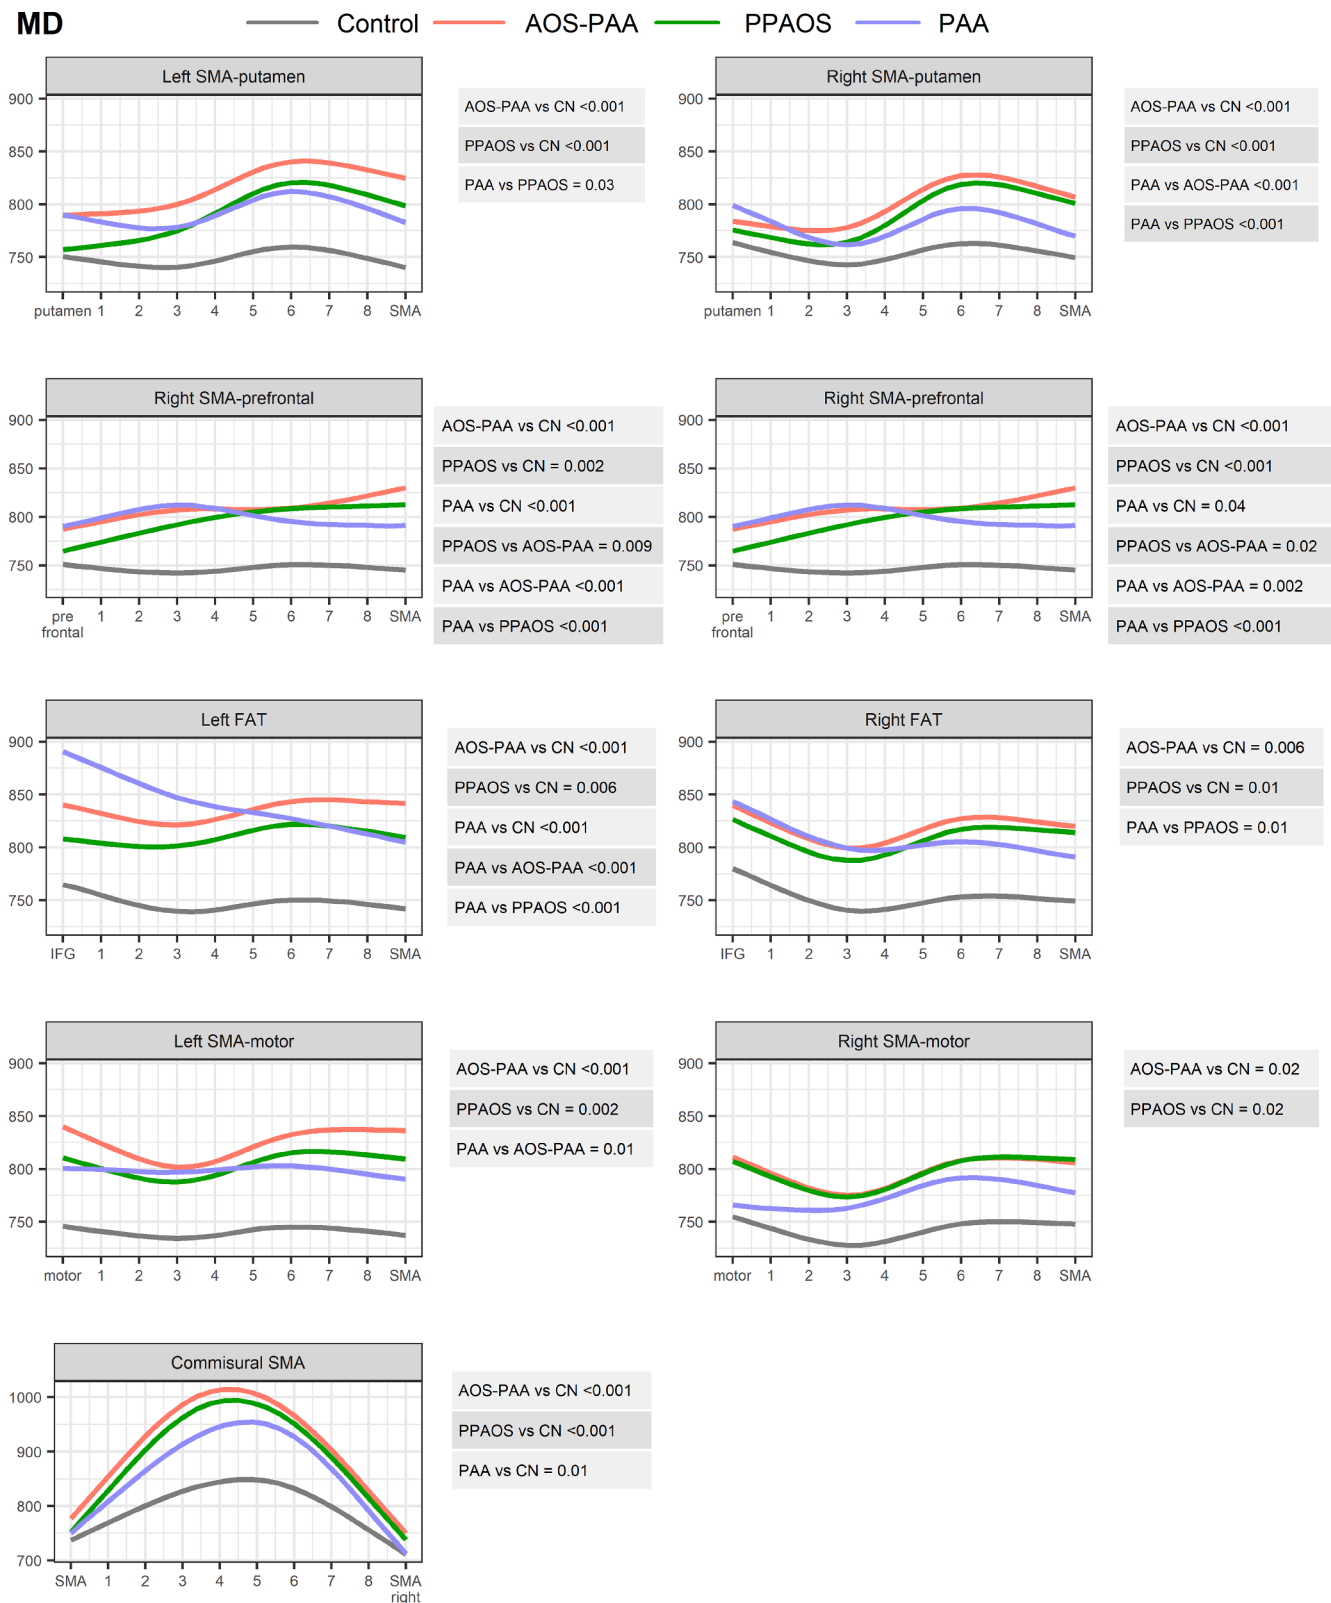 MD
Control AOS-PAA PPAOS PAA
Left SMA-putamen
900
850
800
750
putamen 1 2 3 4 5 6 7 8 SMA
AOS-PAA vs CN <0.001
PPAOS vs CN <0.001
PAA vs PPAOS = 0.03
Right SMA-putamen
900
850
800
750
putamen 1 2 3 4 5 6 7 8 SMA
AOS-PAA vs CN <0.001
PPAOS vs CN <0.001
PAA vs AOS-PAA <0.001
PAA vs PPAOS <0.001
Right SMA-prefrontal
900
850
800
750
pre 1 2 3 4 5 6 7 8 SMA
frontal
AOS-PAA vs CN <0.001
PPAOS vs CN = 0.002
PAA vs CN <0.001
PPAOS vs AOS-PAA = 0.009
PAA vs AOS-PAA <0.001
PAA vs PPAOS <0.001
Right SMA-prefrontal
900
850
800
750
pre 1 2 3 4 5 6 7 8 SMA
frontal
AOS-PAA vs CN <0.001
PPAOS vs CN <0.001
PAA vs CN = 0.04
PPAOS vs AOS-PAA = 0.02
PAA vs AOS-PAA = 0.002
PAA vs PPAOS <0.001
Left FAT
900
850
800
750
IFG 1 2 3 4 5 6 7 8 SMA
AOS-PAA vs CN <0.001
PPAOS vs CN = 0.006
PAA vs CN <0.001
PAA vs AOS-PAA <0.001
PAA vs PPAOS <0.001
Right FAT
900
850
800
750
IFG 1 2 3 4 5 6 7 8 SMA
AOS-PAA vs CN = 0.006
PPAOS vs CN = 0.01
PAA vs PPAOS = 0.01
Left SMA-motor
900
850
800
750
motor 1 2 3 4 5 6 7 8 SMA
AOS-PAA vs CN <0.001
PPAOS vs CN = 0.002
PAA vs AOS-PAA = 0.01
Right SMA-motor
900
850
800
750
motor 1 2 3 4 5 6 7 8 SMA
AOS-PAA vs CN = 0.02
PPAOS vs CN = 0.02
Commisural SMA
1000
900
800
700
SMA 1 2 3 4 5 6 7 8 SMA
right
AOS-PAA vs CN <0.001
PPAOS vs CN <0.001
PAA vs CN = 0.01